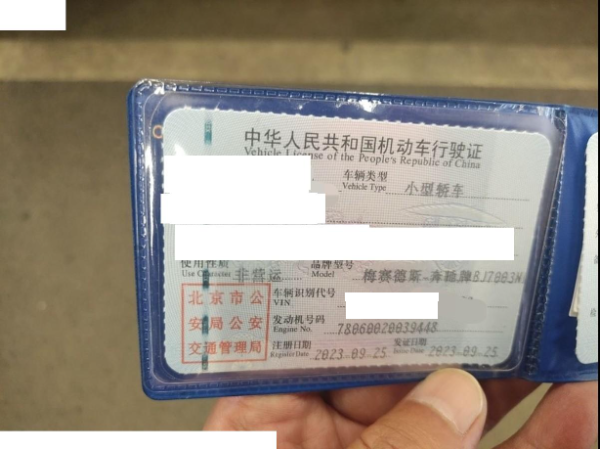 中华人民共和国机动车行驶证
Vehicle License of the People's Republic of China
车辆类型
Vehicle Type 小型轿车
使用性质
Use Character 非营运
品牌型号
Model 梅赛德斯-奔驰牌BJ7003N
北京市公
安局公安
交通管理局
车辆识别代号
VIN
发动机号码
Engine No. 78060020039448
注册日期
Register Date 2023-09-25
发证日期
Issue Date 2023-09-25